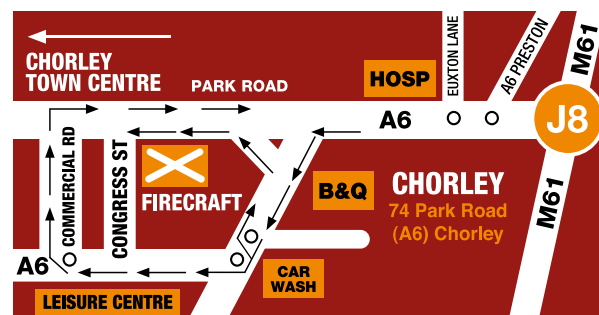 CHORLEY
TOWN CENTRE
PARK ROAD
HOSP
EUXTON LANE
A6 PRESTON
M61
A6
J8
COMMERCIAL RD
CONGRESS ST
FIRECRAFT
B&Q
CHORLEY
74 Park Road
(A6) Chorley
M61
A6
CAR
WASH
LEISURE CENTRE